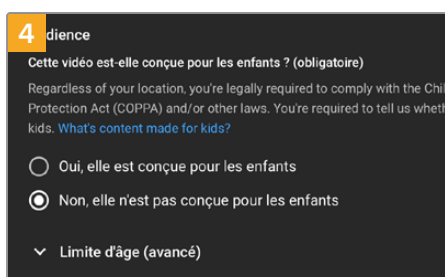 4 dience
Cette vidéo est-elle conçue pour les enfants ? (obligatoire)
Regardless of your location, you're legally required to comply with the Chil
Protection Act (COPPA) and/or other laws. You're required to tell us wheth
kids. What's content made for kids?
Oui, elle est conçue pour les enfants
Non, elle n'est pas conçue pour les enfants
Limite d'âge (avancé)